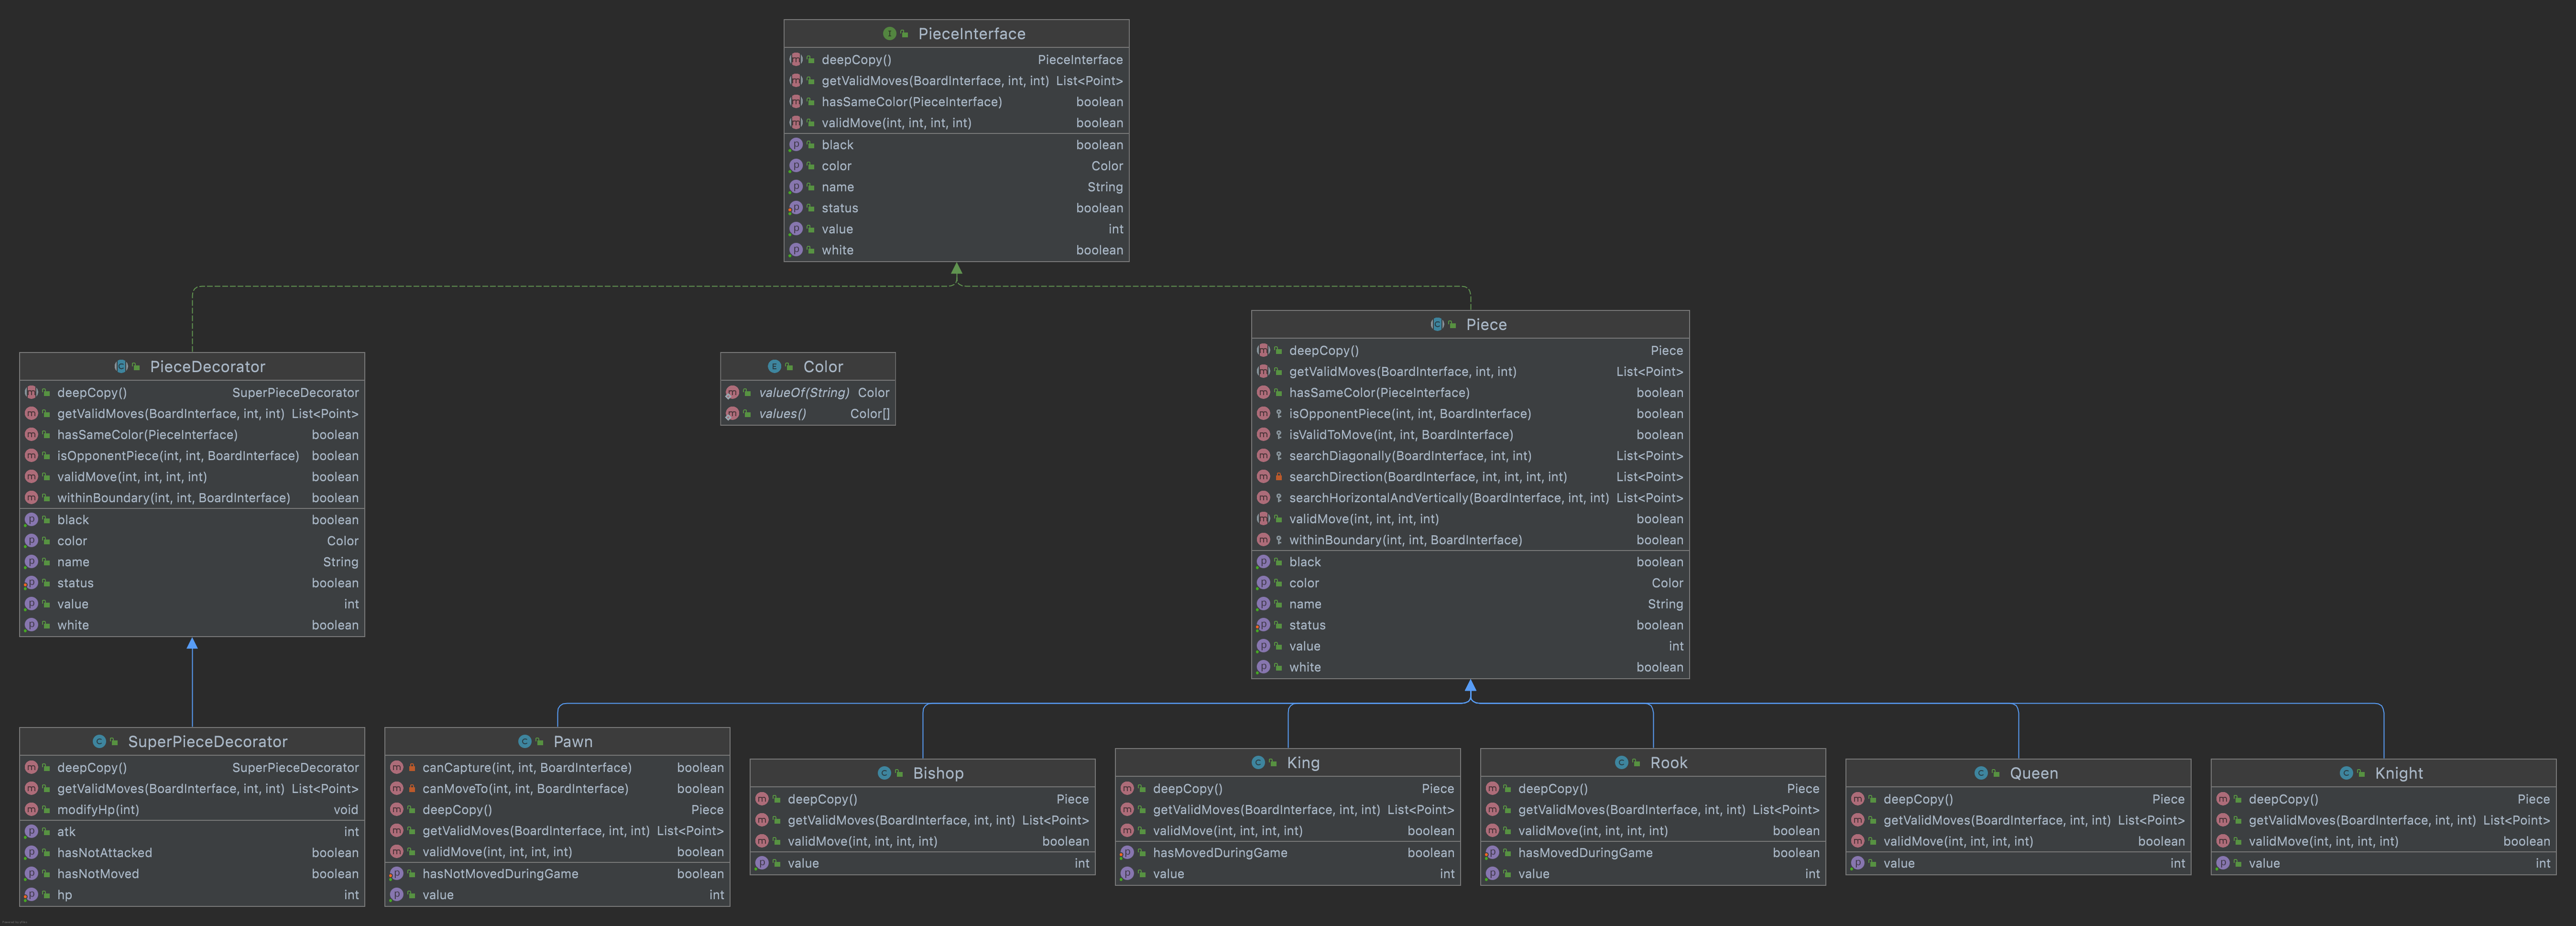 PieceInterface
deepCopy() PieceInterface
getValidMoves(BoardInterface, int, int) List<Point>
hasSameColor(PieceInterface) boolean
validMove(int, int, int, int) boolean
black boolean
color Color
name String
status boolean
value int
white boolean
PieceDecorator
deepCopy() SuperPieceDecorator
getValidMoves(BoardInterface, int, int) List<Point>
hasSameColor(PieceInterface) boolean
isOpponentPiece(int, int, BoardInterface) boolean
validMove(int, int, int, int) boolean
withinBoundary(int, int, BoardInterface) boolean
black boolean
color Color
name String
status boolean
value int
white boolean
Color
valueOf(String) Color
values() Color[]
Piece
deepCopy() Piece
getValidMoves(BoardInterface, int, int) List<Point>
hasSameColor(PieceInterface) boolean
isOpponentPiece(int, int, BoardInterface) boolean
isValidToMove(int, int, BoardInterface) boolean
searchDiagonally(BoardInterface, int, int) List<Point>
searchDirection(BoardInterface, int, int, int, int) List<Point>
searchHorizontalAndVertically(BoardInterface, int, int) List<Point>
validMove(int, int, int, int) boolean
withinBoundary(int, int, BoardInterface) boolean
black boolean
color Color
name String
status boolean
value int
white boolean
SuperPieceDecorator
deepCopy() SuperPieceDecorator
getValidMoves(BoardInterface, int, int) List<Point>
modifyHp(int) void
atk int
hasNotAttacked boolean
hasNotMoved boolean
hp int
Pawn
canCapture(int, int, BoardInterface) boolean
canMoveTo(int, int, BoardInterface) boolean
deepCopy() Piece
getValidMoves(BoardInterface, int, int) List<Point>
validMove(int, int, int, int) boolean
hasNotMovedDuringGame boolean
value int
Bishop
deepCopy() Piece
getValidMoves(BoardInterface, int, int) List<Point>
validMove(int, int, int, int) boolean
value int
King
deepCopy() Piece
getValidMoves(BoardInterface, int, int) List<Point>
validMove(int, int, int, int) boolean
hasMovedDuringGame boolean
value int
Rook
deepCopy() Piece
getValidMoves(BoardInterface, int, int) List<Point>
validMove(int, int, int, int) boolean
hasMovedDuringGame boolean
value int
Queen
deepCopy() Piece
getValidMoves(BoardInterface, int, int) List<Point>
validMove(int, int, int, int) boolean
value int
Knight
deepCopy() Piece
getValidMoves(BoardInterface, int, int) List<Point>
validMove(int, int, int, int) boolean
value int